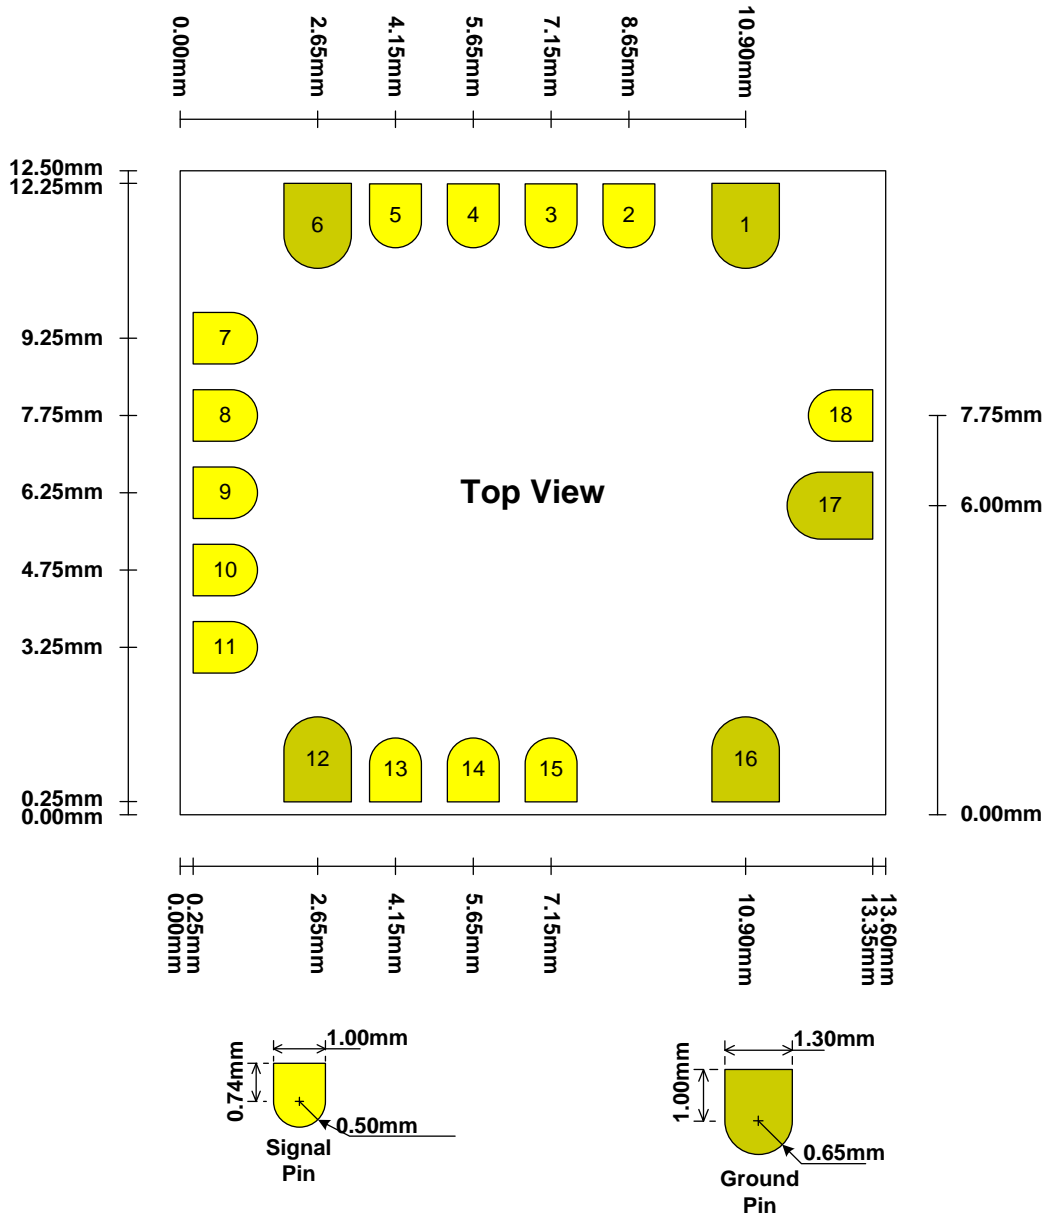 0.00mm
2.65mm
4.15mm
5.65mm
7.15mm
8.65mm
10.90mm
12.50mm
12.25mm
6
5
4
3
2
1
9.25mm
7
7.75mm
8
18
7.75mm
6.25mm
9
Top View
17
6.00mm
4.75mm
10
3.25mm
11
12
13
14
15
16
0.25mm
0.00mm
0.00mm
0.00mm
0.25mm
2.65mm
4.15mm
5.65mm
7.15mm
10.90mm
13.35mm
13.60mm
1.00mm
0.74mm
0.50mm
Signal
Pin
1.30mm
1.00mm
0.65mm
Ground
Pin